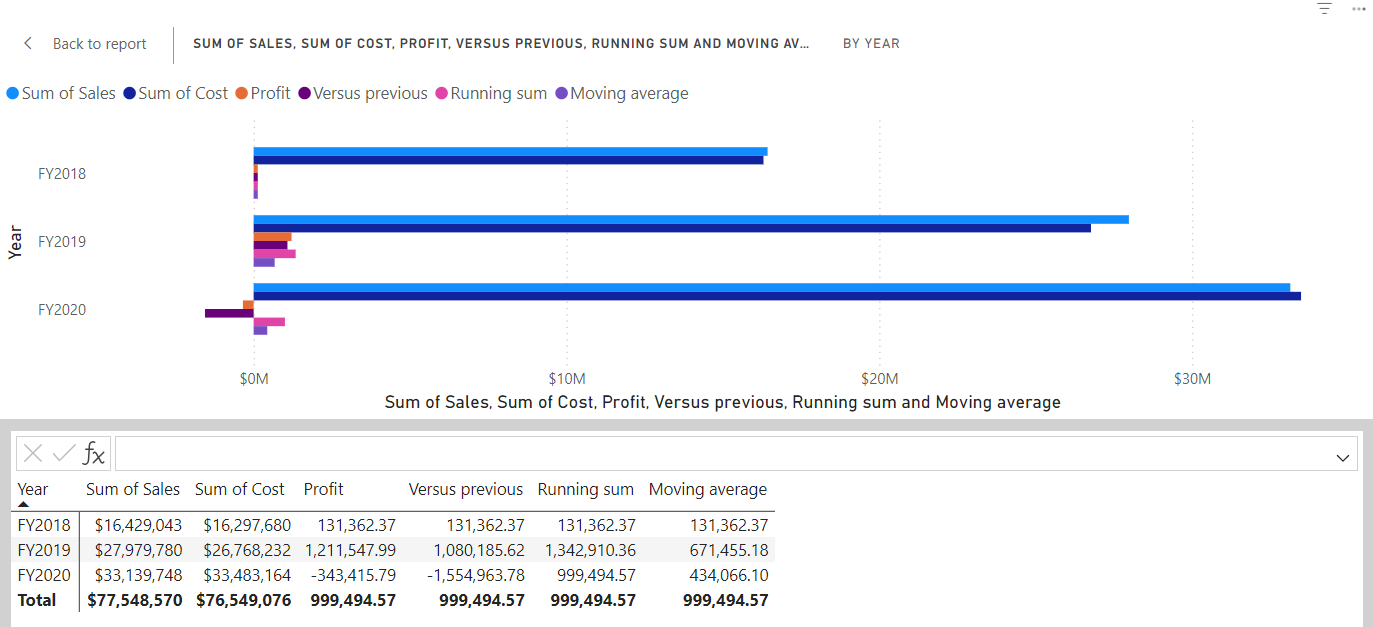 Back to report SUM OF SALES, SUM OF COST, PROFIT, VERSUS PREVIOUS, RUNNING SUM AND MOVING AV... BY YEAR
Sum of Sales Sum of Cost Profit Versus previous Running sum Moving average
Year
FY2018
FY2019
FY2020
$0M $10M $20M $30M
Sum of Sales, Sum of Cost, Profit, Versus previous, Running sum and Moving average
fx
Year Sum of Sales Sum of Cost Profit Versus previous Running sum Moving average
FY2018 $16,429,043 $16,297,680 131,362.37 131,362.37 131,362.37 131,362.37
FY2019 $27,979,780 $26,768,232 1,211,547.99 1,080,185.62 1,342,910.36 671,455.18
FY2020 $33,139,748 $33,483,164 -343,415.79 -1,554,963.78 999,494.57 434,066.10
Total $77,548,570 $76,549,076 999,494.57 999,494.57 999,494.57 999,494.57